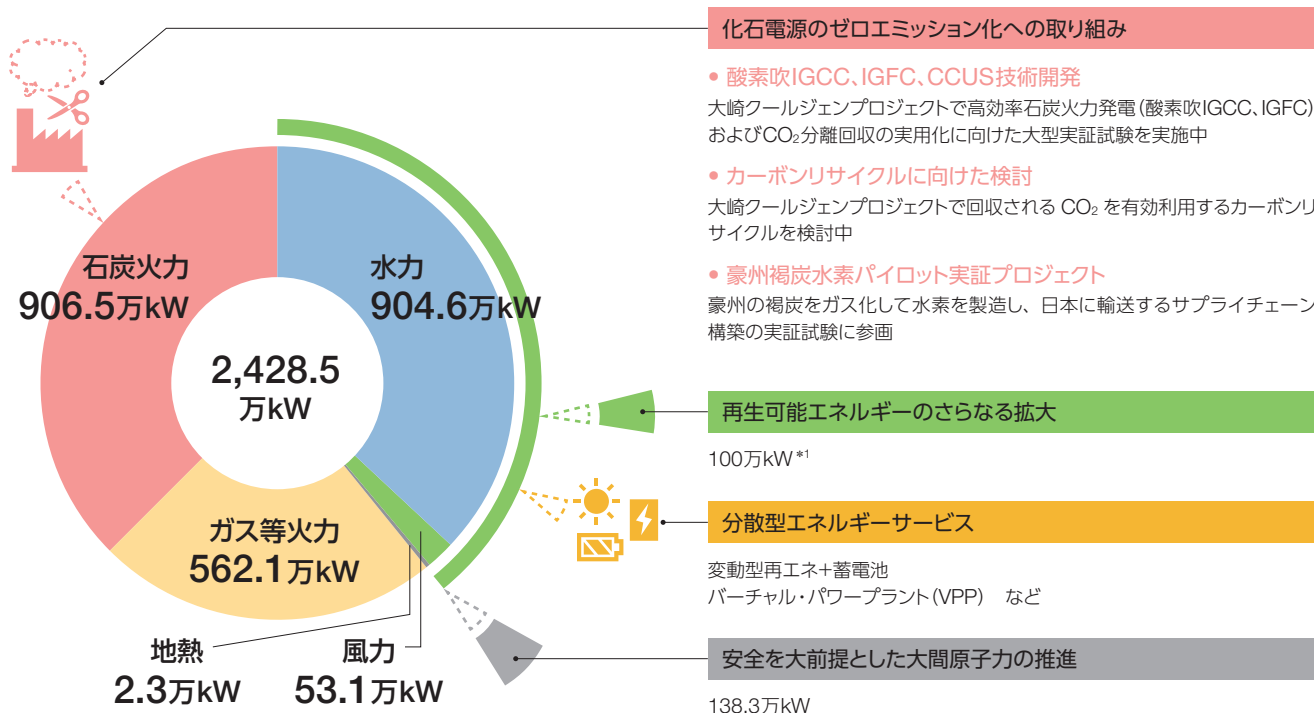 石炭火力
906.5万kW
水力
904.6万kW
2,428.5
万kW
ガス等火力
562.1万kW
地熱
2.3万kW
風力
53.1万kW
化石電源のゼロエミッション化への取り組み
• 酸素吹IGCC、IGFC、CCUS技術開発
大崎クールジェンプロジェクトで高効率石炭火力発電(酸素吹IGCC、IGFC)
およびCO₂分離回収の実用化に向けた大型実証試験を実施中
• カーボンリサイクルに向けた検討
大崎クールジェンプロジェクトで回収される CO₂ を有効利用するカーボンリ
サイクルを検討中
• 豪州褐炭水素パイロット実証プロジェクト
豪州の褐炭をガス化して水素を製造し、日本に輸送するサプライチェーン
構築の実証試験に参画
再生可能エネルギーのさらなる拡大
100万kW*1
分散型エネルギーサービス
変動型再エネ+蓄電池
バーチャル・パワープラント(VPP) など
安全を大前提とした大間原子力の推進
138.3万kW